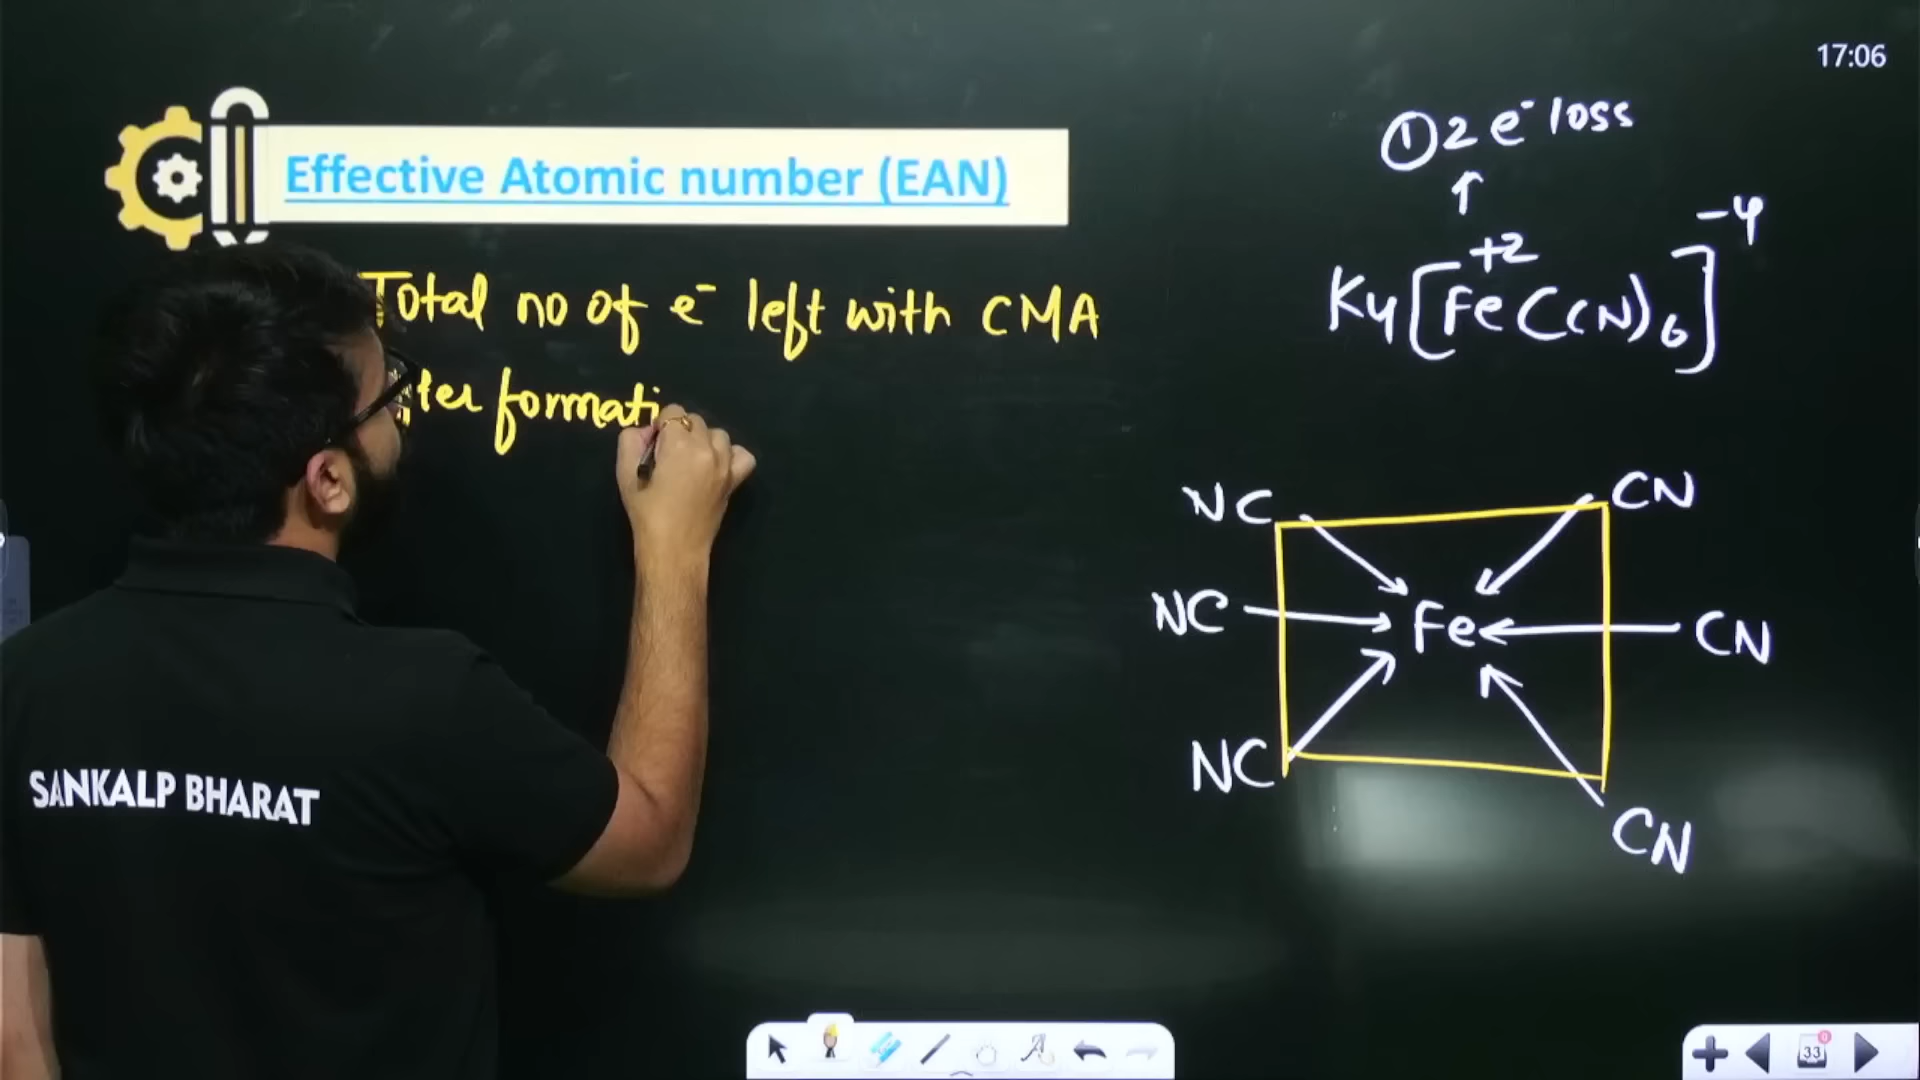 17:06
① 2 e⁻ loss
Effective Atomic number (EAN)
↑
Total no of e⁻ left with CMA
+2
K4[Fe(CN)6]⁻⁴
formati
NC
CN
NC
Fe
CN
NC
CN
SANKALP BHARAT
33